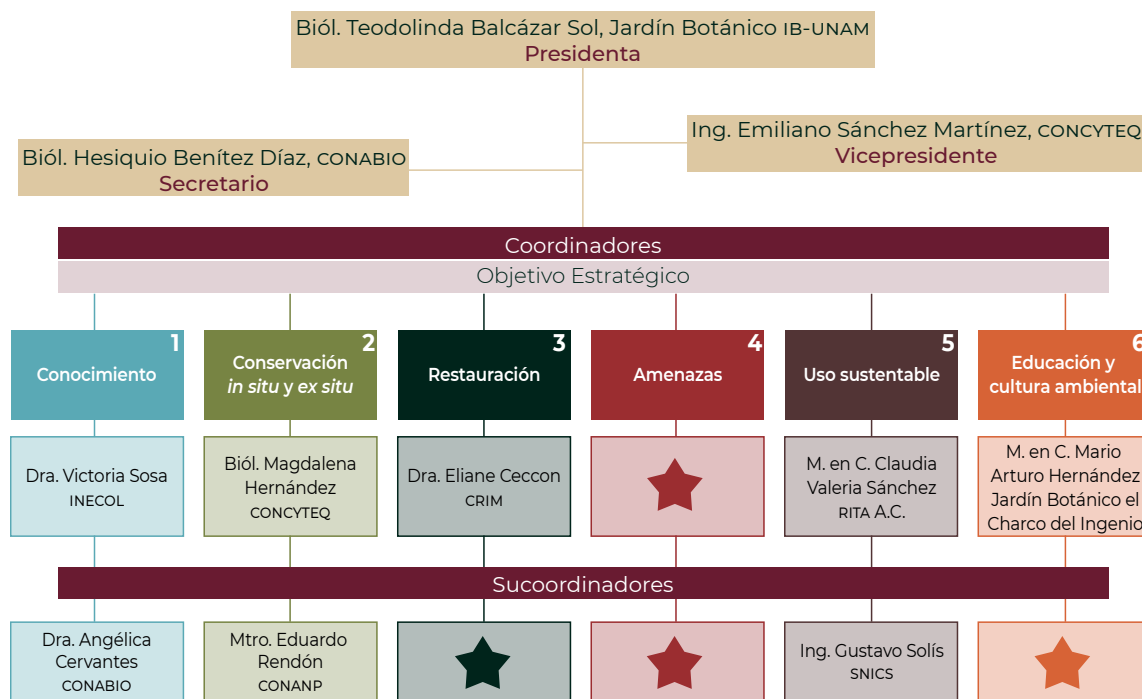 Biól. Teodolinda Balcázar Sol, Jardín Botánico IB-UNAM
Presidenta
Ing. Emiliano Sánchez Martínez, CONCYTEQ
Vicepresidente
Biól. Hesiquio Benítez Díaz, CONABIO
Secretario
Coordinadores
Objetivo Estratégico
1
Conocimiento
2
Conservación
in situ y ex situ
3
Restauración
4
Amenazas
5
Uso sustentable
6
Educación y
cultura ambiental
Dra. Victoria Sosa
INECOL
Biól. Magdalena
Hernández
CONCYTEQ
Dra. Eliane Ceccon
CRIM
M. en C. Claudia
Valeria Sánchez
RITA A.C.
M. en C. Mario
Arturo Hernández
Jardín Botánico el
Charco del Ingenio
Sucoordinadores
Dra. Angélica
Cervantes
CONABIO
Mtro. Eduardo
Rendón
CONANP
Ing. Gustavo Solís
SNICS